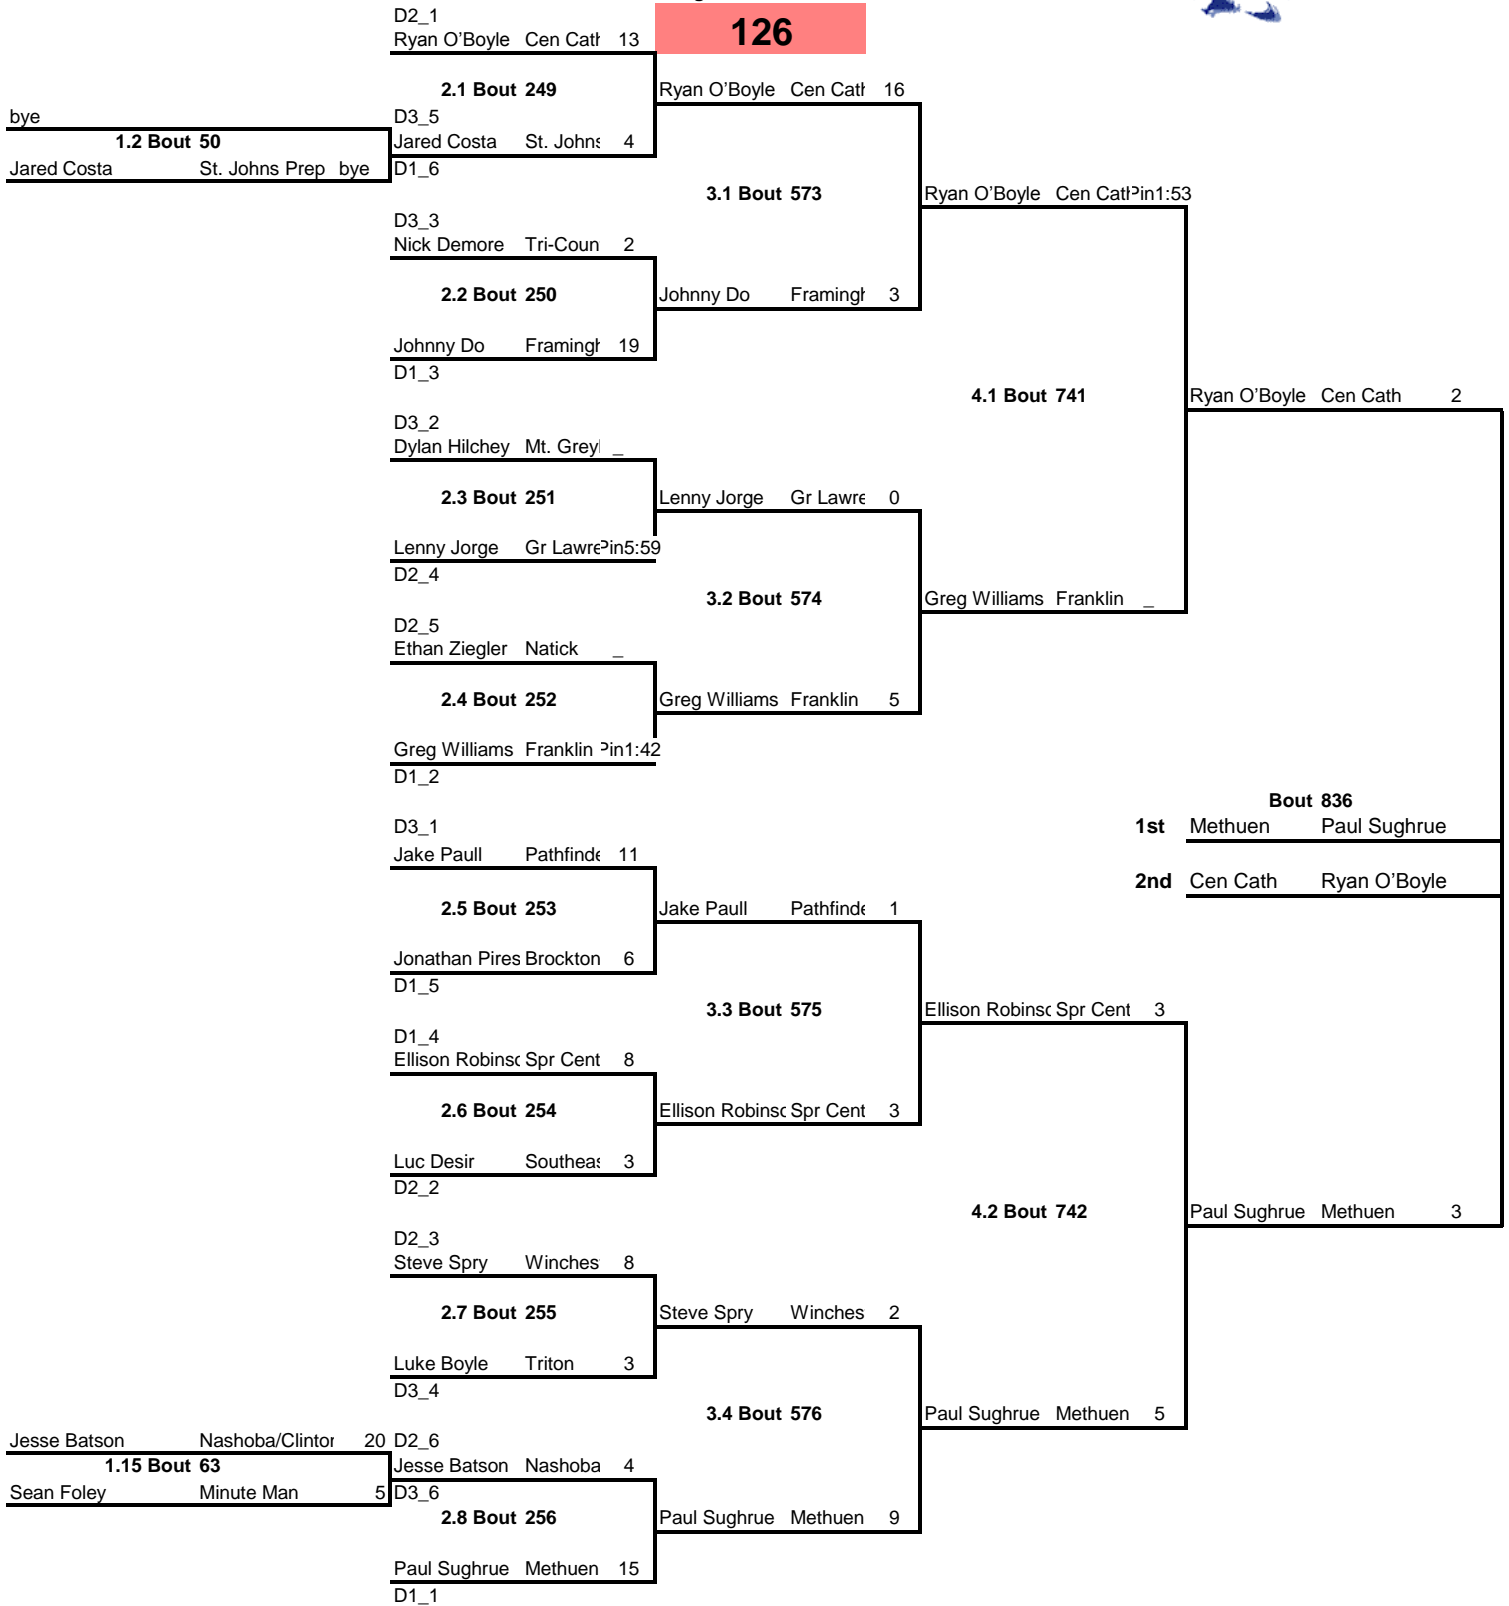 D2_1
126
Ryan O'Boyle Cen Cath 13
2.1 Bout 249
Ryan O'Boyle Cen Cath 16
bye
D3_5
1.2 Bout 50
Jared Costa St. Johns 4
Jared Costa St. Johns Prep bye
D1_6
3.1 Bout 573
Ryan O'Boyle Cen Cath Pin1:53
D3_3
Nick Demore Tri-Coun 2
2.2 Bout 250
Johnny Do Framingh 3
Johnny Do Framingh 19
D1_3
4.1 Bout 741
Ryan O'Boyle Cen Cath 2
D3_2
Dylan Hilchey Mt. Greyl _
2.3 Bout 251
Lenny Jorge Gr Lawre 0
Lenny Jorge Gr Lawre Pin5:59
D2_4
3.2 Bout 574
Greg Williams Franklin _
D2_5
Ethan Ziegler Natick _
2.4 Bout 252
Greg Williams Franklin 5
Greg Williams Franklin Pin1:42
D1_2
Bout 836
D3_1
1st Methuen Paul Sughrue
Jake Paull Pathfinde 11
2nd Cen Cath Ryan O'Boyle
2.5 Bout 253
Jake Paull Pathfinde 1
Jonathan Pires Brockton 6
D1_5
3.3 Bout 575
Ellison Robinsc Spr Cent 3
D1_4
Ellison Robinsc Spr Cent 8
2.6 Bout 254
Ellison Robinsc Spr Cent 3
Luc Desir Southeas 3
D2_2
4.2 Bout 742
Paul Sughrue Methuen 3
D2_3
Steve Spry Winches 8
2.7 Bout 255
Steve Spry Winches 2
Luke Boyle Triton 3
D3_4
3.4 Bout 576
Paul Sughrue Methuen 5
Jesse Batson Nashoba/Clinton 20
D2_6
1.15 Bout 63
Jesse Batson Nashoba 4
Sean Foley Minute Man 5
D3_6
2.8 Bout 256
Paul Sughrue Methuen 9
Paul Sughrue Methuen 15
D1_1